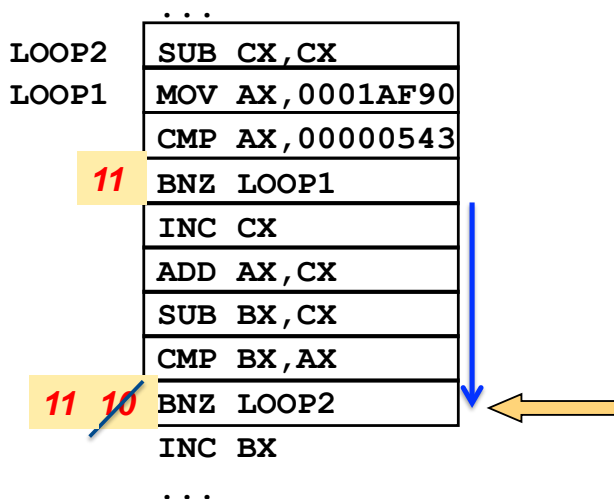 ...
LOOP2 SUB CX,CX
LOOP1 MOV AX,0001AF90
CMP AX,00000543
11 BNZ LOOP1
INC CX
ADD AX,CX
SUB BX,CX
CMP BX,AX
11 10 BNZ LOOP2
INC BX
...